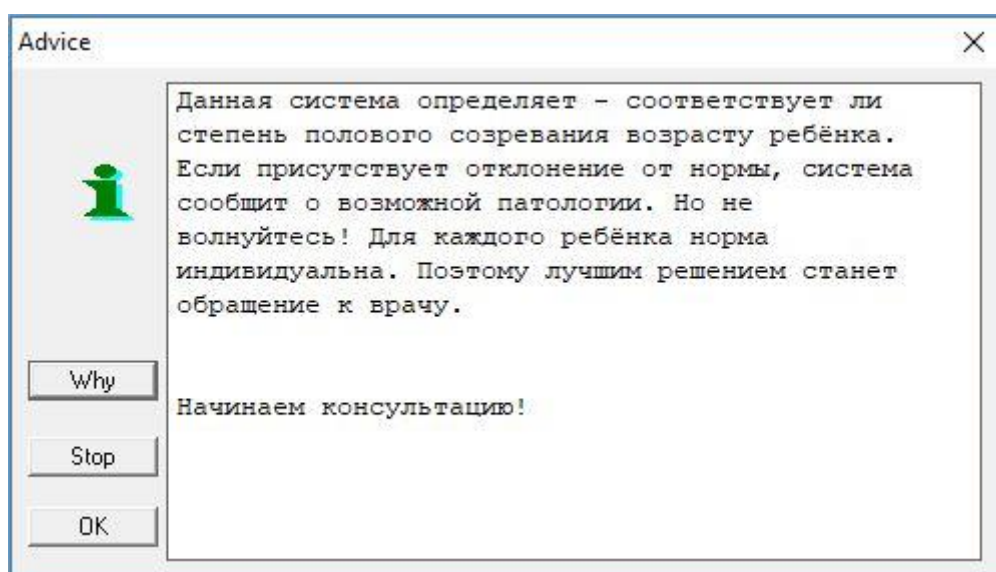 Advice
Данная система определяет - соответствует ли
степень полового созревания возрасту ребёнка.
Если присутствует отклонение от нормы, система
сообщит о возможной патологии. Но не
волнуйтесь! Для каждого ребёнка норма
индивидуальна. Поэтому лучшим решением станет
обращение к врачу.
Начинаем консультацию!
Why
Stop
OK